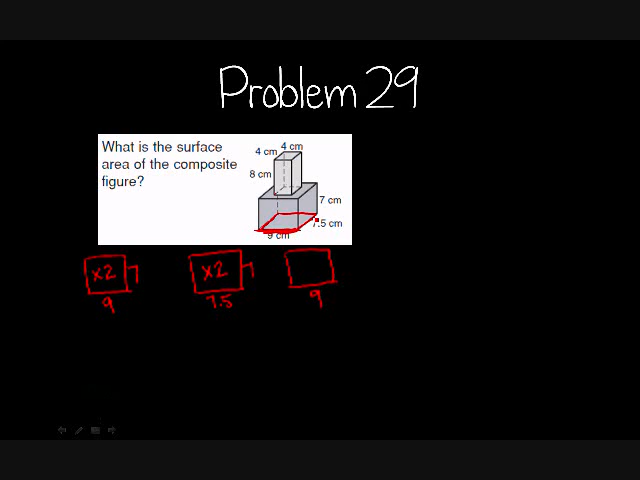 Problem 29
What is the surface
area of the composite
figure?
4 cm
4 cm
8 cm
7 cm
7.5 cm
9 cm
x2 7
9
x2 7
7.5
9